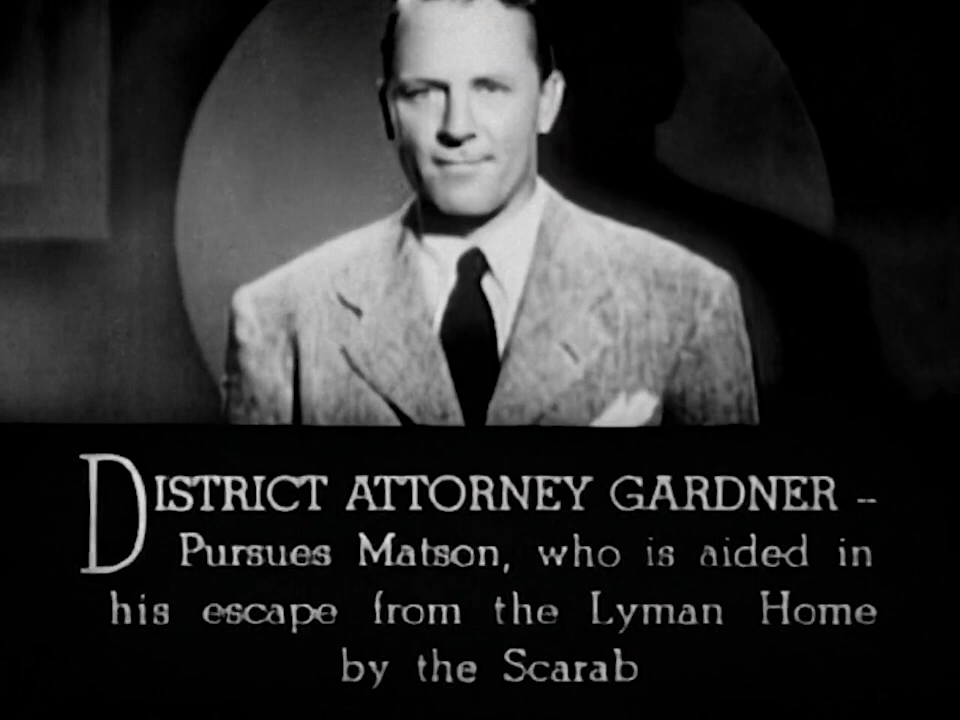 DISTRICT ATTORNEY GARDNER –
Pursues Matson, who is aided in
his escape from the Lyman Home
by the Scarab